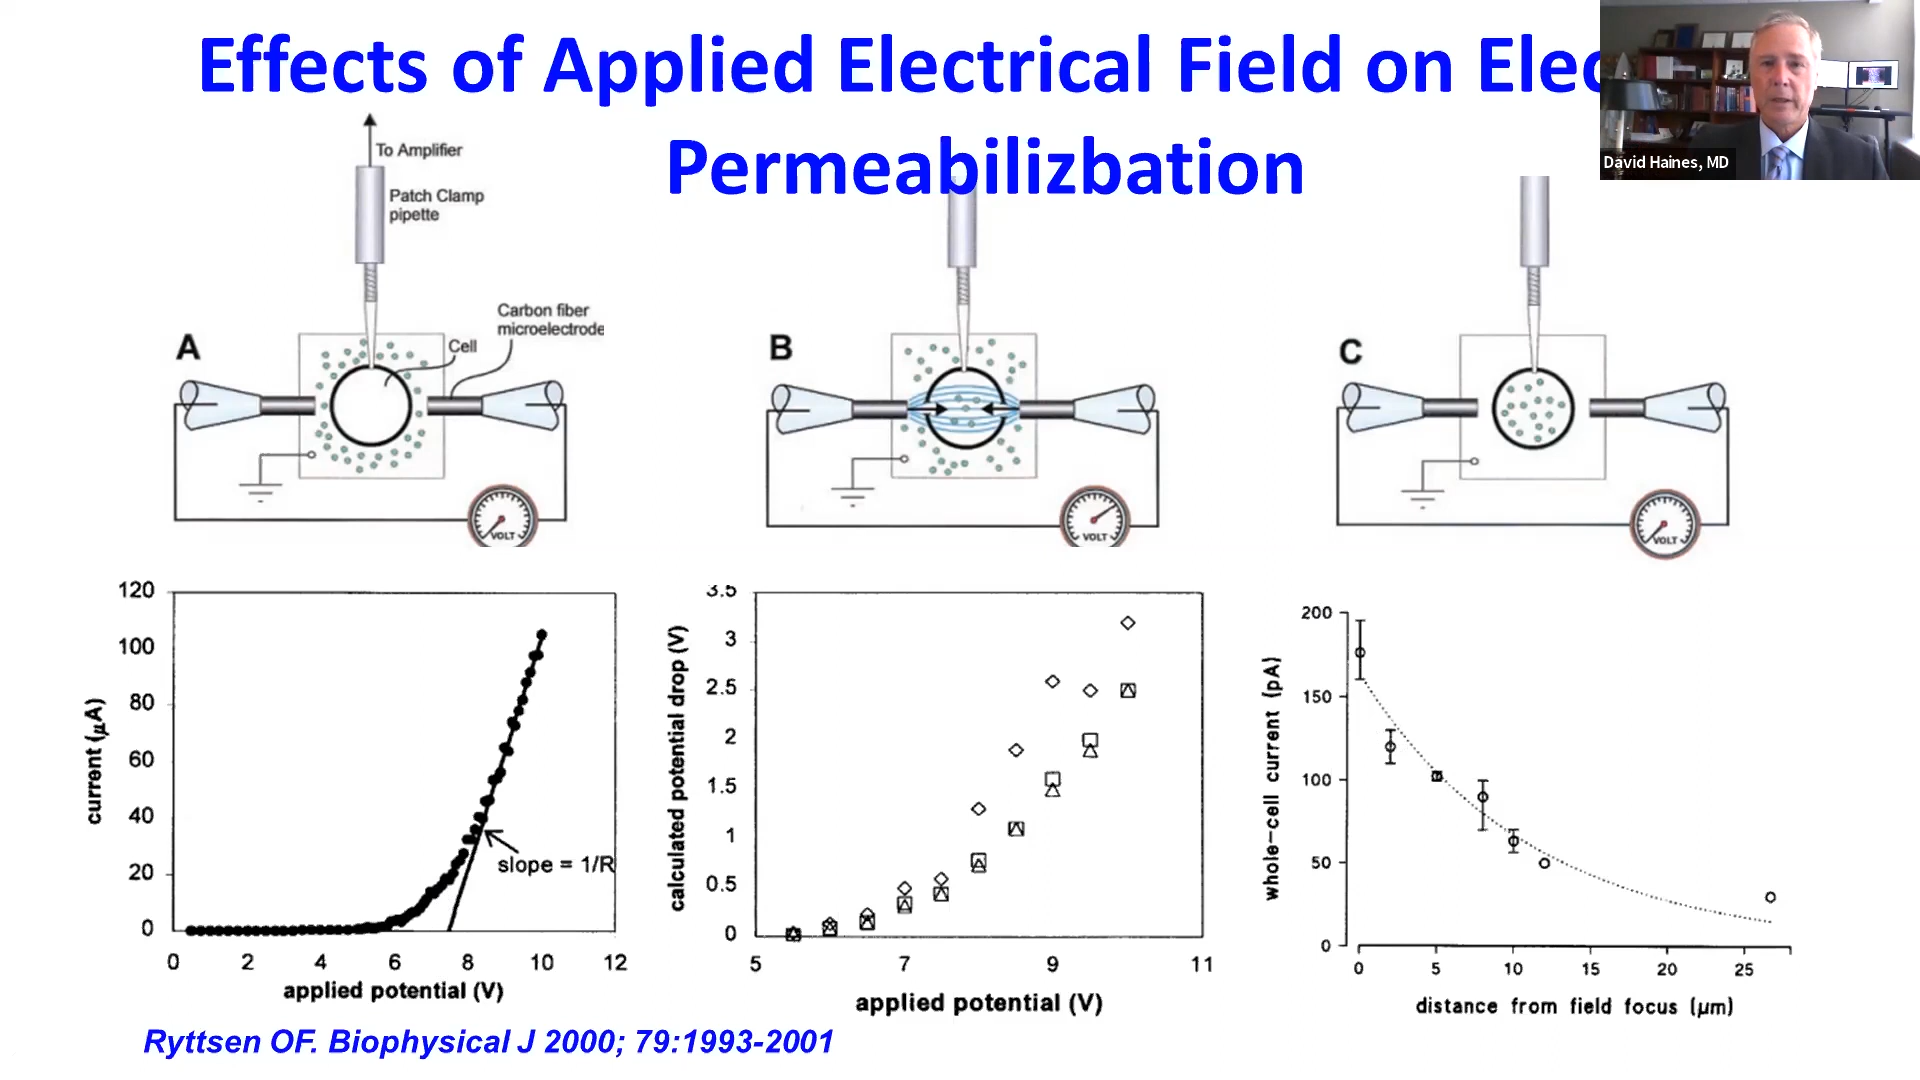 Effects of Applied Electrical Field on Elec
Permeabilizbation
David Haines, MD
To Amplifier
Patch Clamp
pipette
Carbon fiber
microelectrode
Cell
A
B
C
VOLT
VOLT
VOLT
120
100
80
60
40
20
0
current (μA)
slope = 1/R
0 2 4 6 8 10 12
applied potential (V)
3.5
3
2.5
2
1.5
1
0.5
0
calculated potential drop (V)
5 7 9 11
applied potential (V)
200
150
100
50
0
whole-cell current (pA)
0 5 10 15 20 25
distance from field focus (μm)
Ryttsen OF. Biophysical J 2000; 79:1993-2001